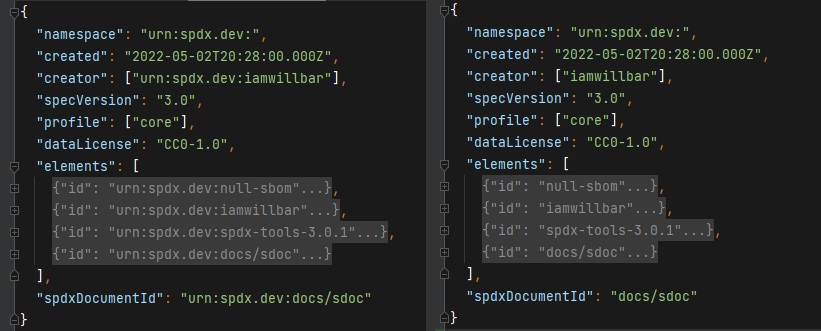 {
"namespace": "urn:spdx.dev:",
"created": "2022-05-02T20:28:00.000Z",
"creator": ["urn:spdx.dev:iamwillbar"],
"specVersion": "3.0",
"profile": ["core"],
"dataLicense": "CC0-1.0",
"elements": [
{"id": "urn:spdx.dev:null-sbom"...},
{"id": "urn:spdx.dev:iamwillbar"...},
{"id": "urn:spdx.dev:spdx-tools-3.0.1"...},
{"id": "urn:spdx.dev:docs/sdoc"...}
],
"spdxDocumentId": "urn:spdx.dev:docs/sdoc"
}
{
"namespace": "urn:spdx.dev:",
"created": "2022-05-02T20:28:00.000Z",
"creator": ["iamwillbar"],
"specVersion": "3.0",
"profile": ["core"],
"dataLicense": "CC0-1.0",
"elements": [
{"id": "null-sbom"...},
{"id": "iamwillbar"...},
{"id": "spdx-tools-3.0.1"...},
{"id": "docs/sdoc"...}
],
"spdxDocumentId": "docs/sdoc"
}